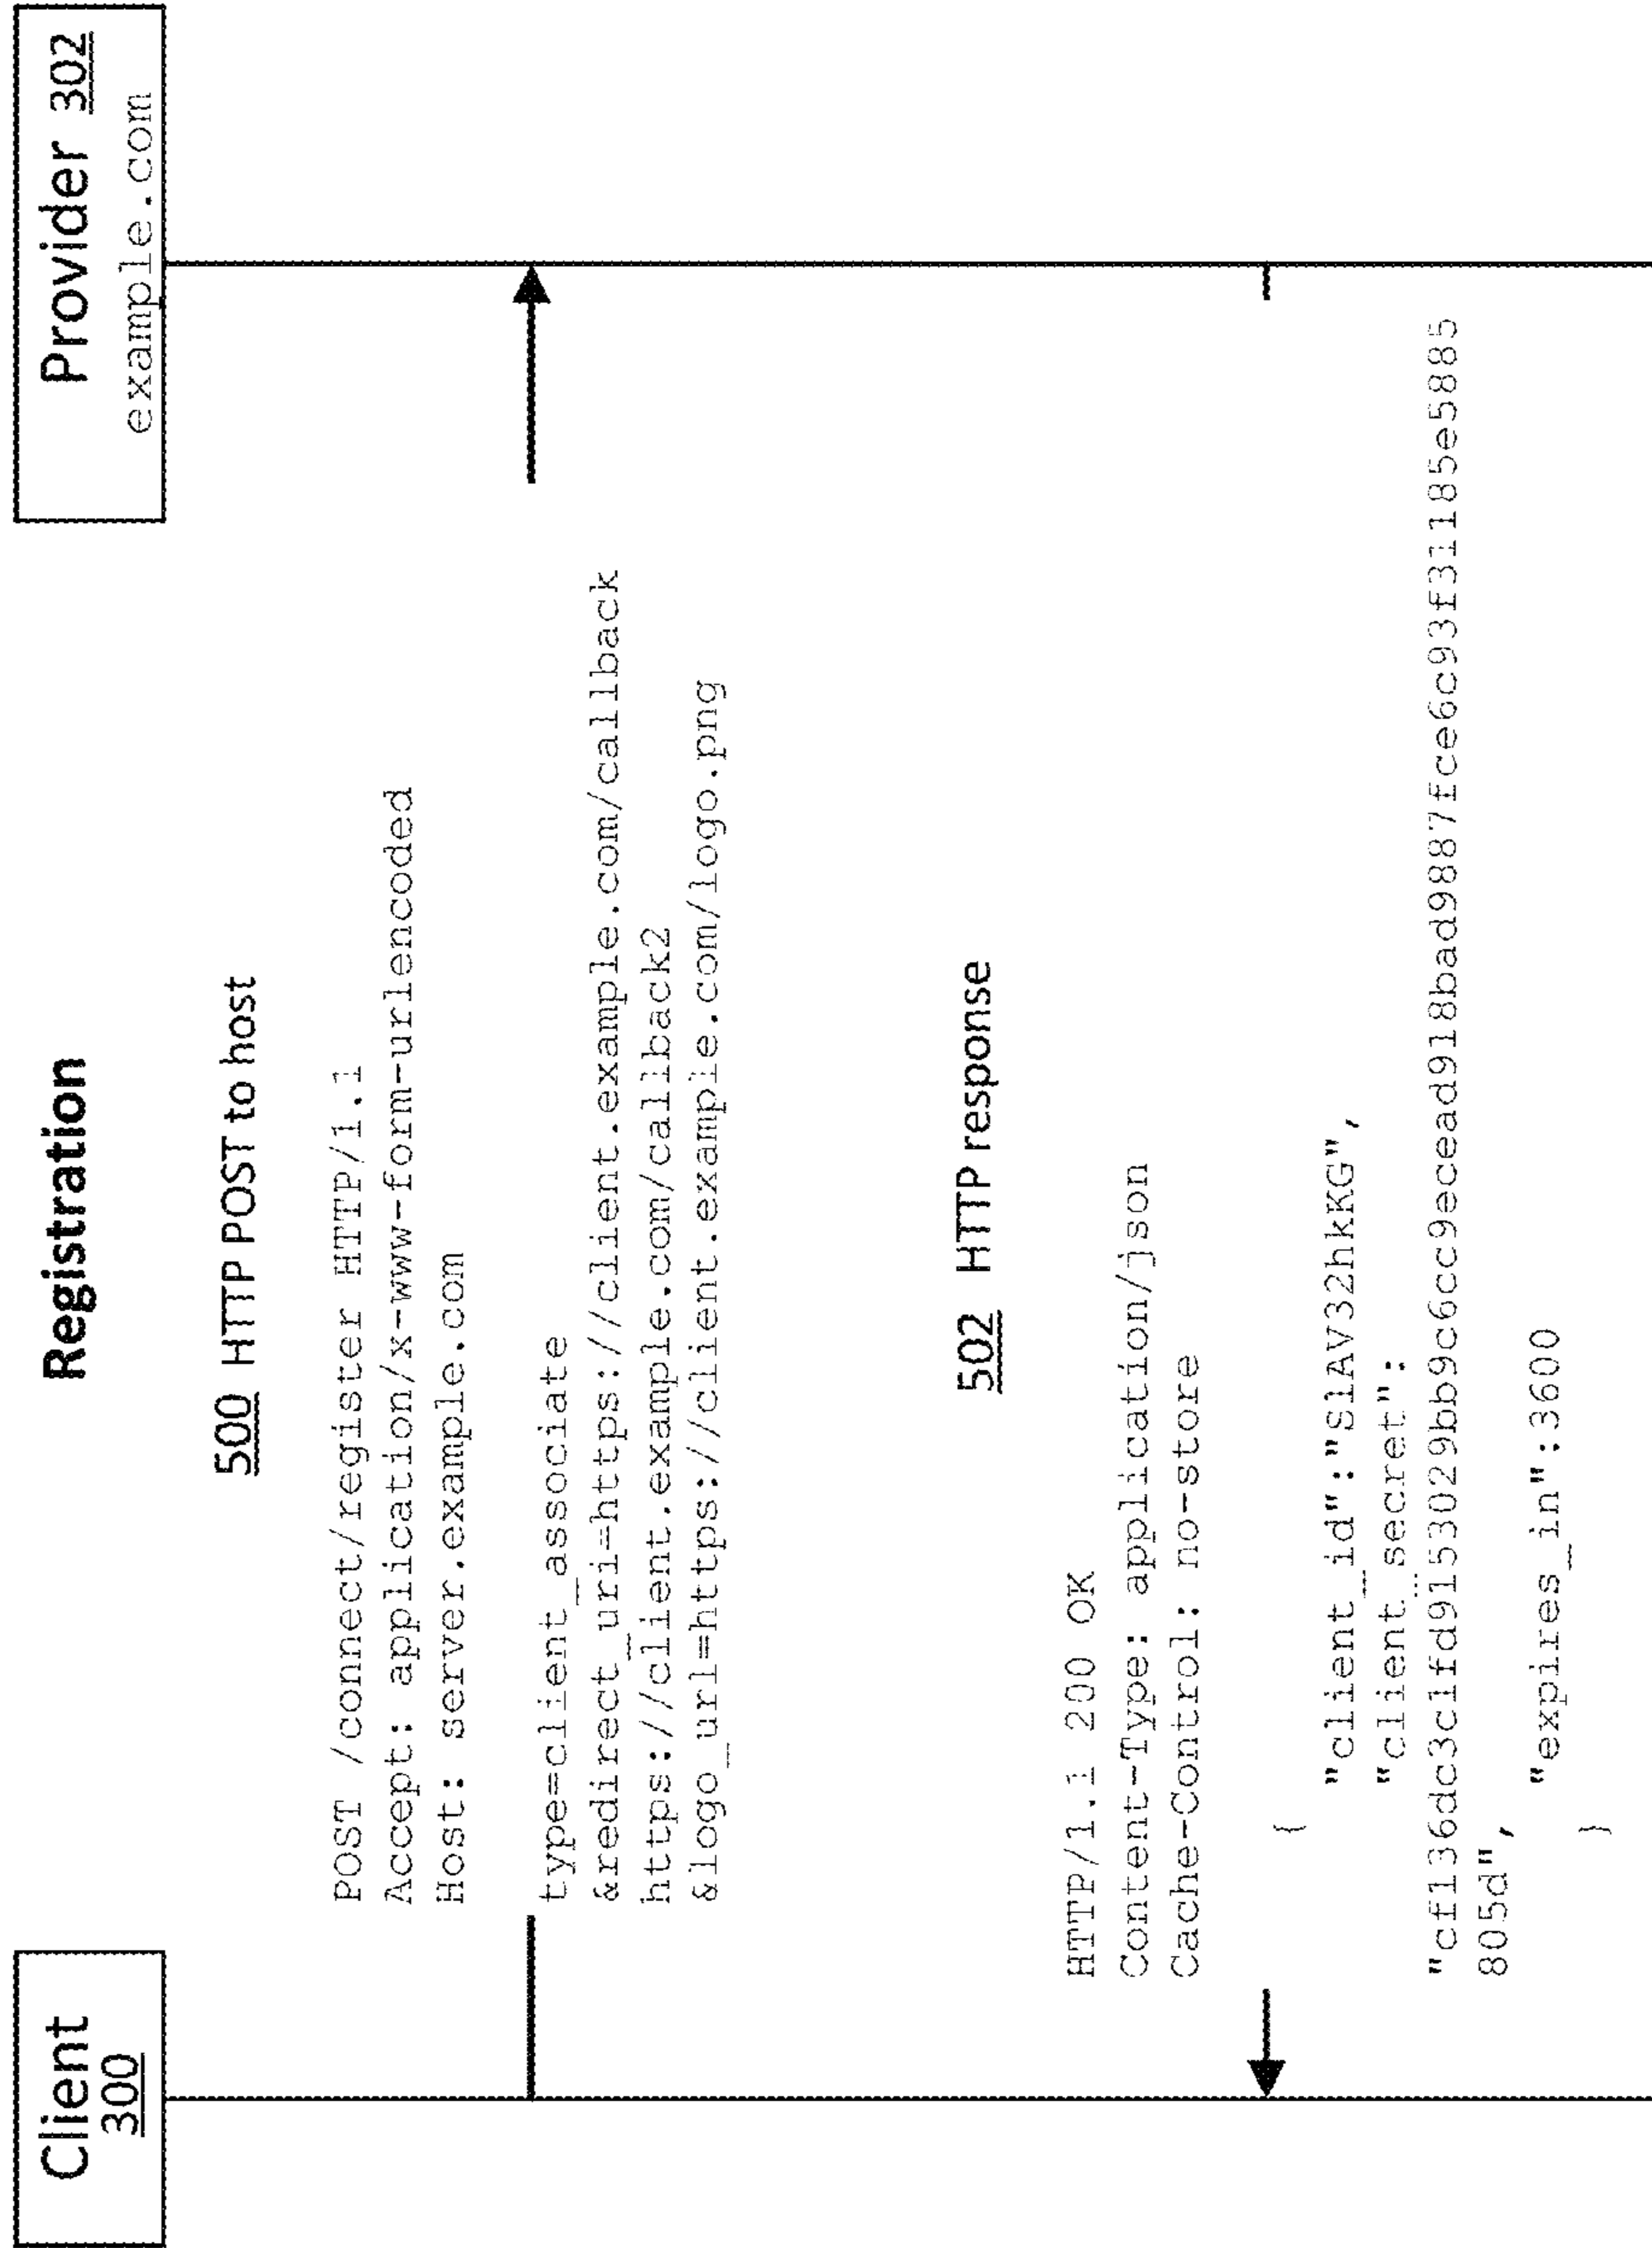 Registration
Client
300
Provider 302
example.com
500 HTTP POST to host
POST /connect/register HTTP/1.1
Accept: application/x-www-form-urlencoded
Host: server.example.com
type=client_associate
&redirect_uri=https://client.example.com/callback
https://client.example.com/callback2
&logo_url=https://client.example.com/logo.png
502 HTTP response
HTTP/1.1 200 OK
Content-Type: application/json
Cache-Control: no-store
{
"client_id":"SlAV32hkKG",
"client_secret":
"cf136dc3c1fd9153029bb9c6cc9ecead918bad9887fce6c93f31185e5885
805d",
"expires_in":3600
}